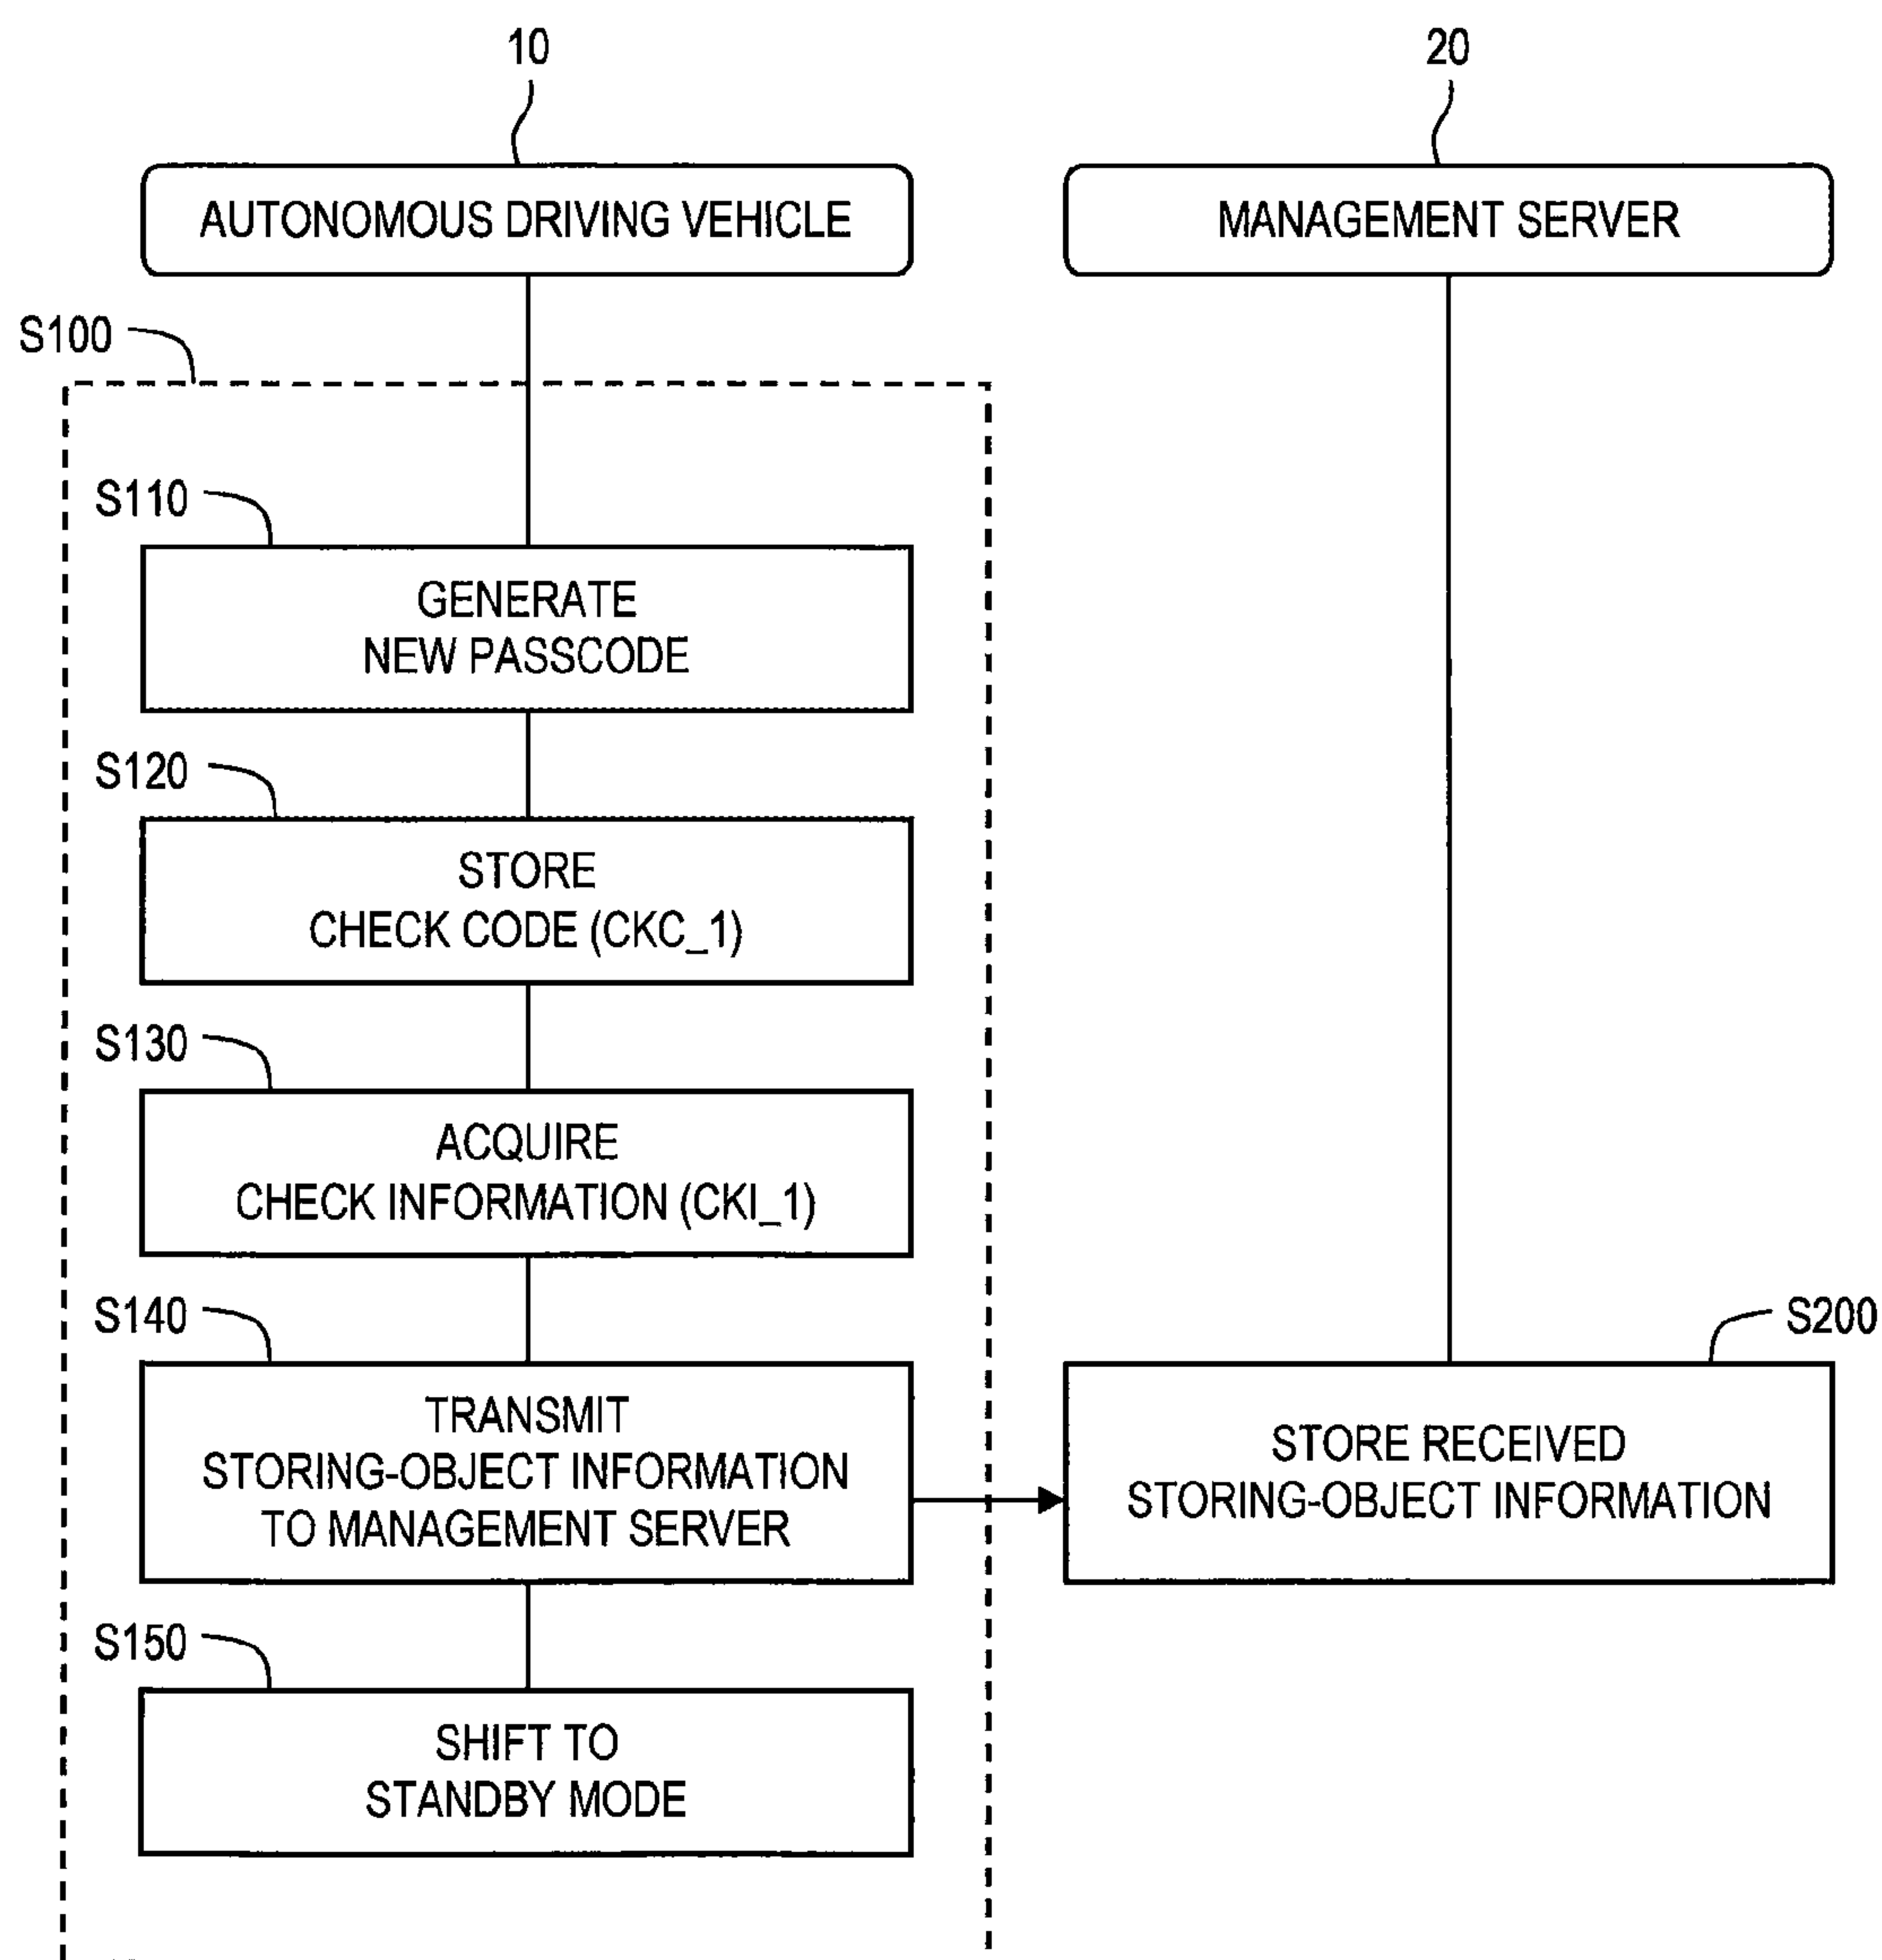 10
20
AUTONOMOUS DRIVING VEHICLE
MANAGEMENT SERVER
S100
S110
GENERATE
NEW PASSCODE
S120
STORE
CHECK CODE (CKC_1)
S130
ACQUIRE
CHECK INFORMATION (CKI_1)
S140
TRANSMIT
STORING-OBJECT INFORMATION
TO MANAGEMENT SERVER
S200
STORE RECEIVED
STORING-OBJECT INFORMATION
S150
SHIFT TO
STANDBY MODE